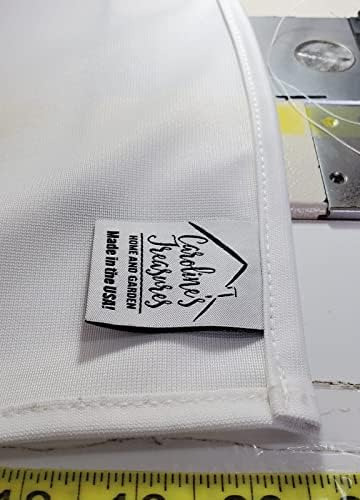 Caroline's
Treasures
HOME AND GARDEN
Made in the USA!